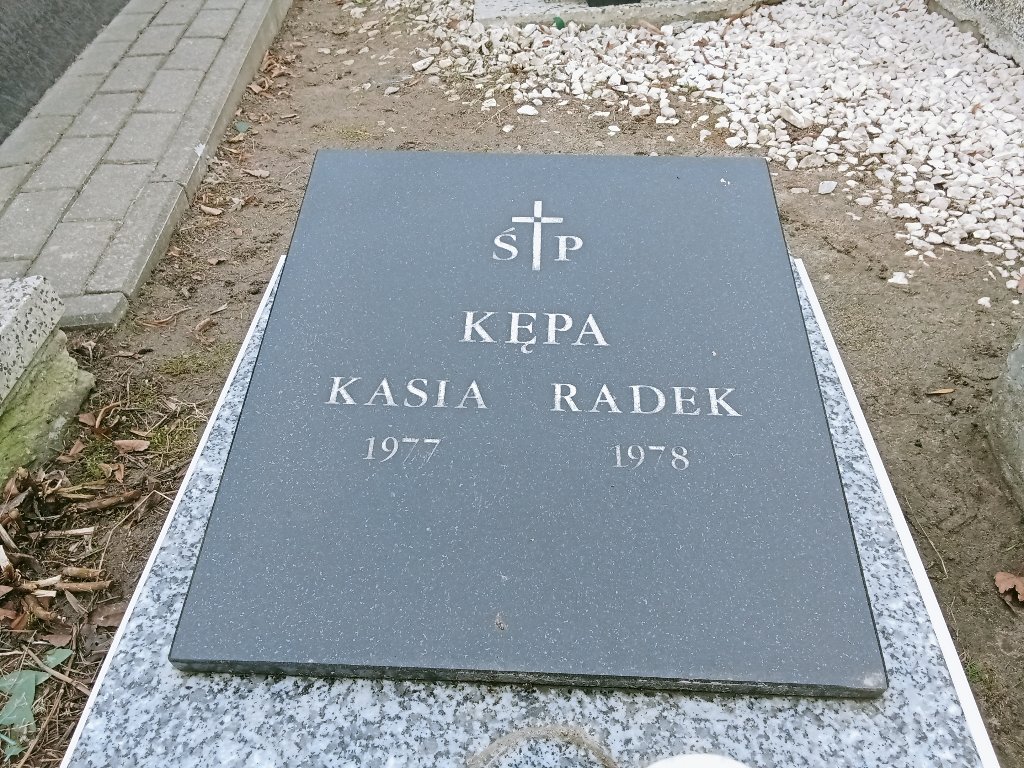 Ś P
KĘPA
KASIA RADEK
1977 1978